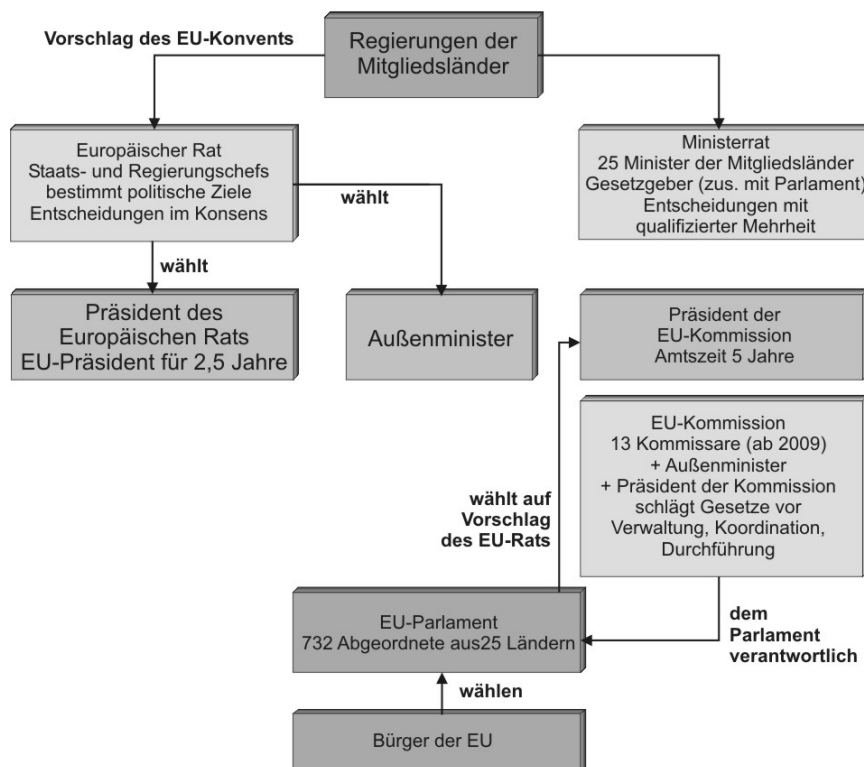 Vorschlag des EU-Konvents
Regierungen der
Mitgliedsländer
Europäischer Rat
Staats- und Regierungschefs
bestimmt politische Ziele
Entscheidungen im Konsens
wählt
Ministerrat
25 Minister der Mitgliedsländer
Gesetzgeber (zus. mit Parlament)
Entscheidungen mit
qualifizierter Mehrheit
wählt
Präsident des
Europäischen Rats
EU-Präsident für 2,5 Jahre
Außenminister
Präsident der
EU-Kommission
Amtszeit 5 Jahre
EU-Kommission
13 Kommissare (ab 2009)
+ Außenminister
+ Präsident der Kommission
schlägt Gesetze vor
Verwaltung, Koordination,
Durchführung
wählt auf
Vorschlag
des EU-Rats
EU-Parlament
732 Abgeordnete aus25 Ländern
dem
Parlament
verantwortlich
wählen
Bürger der EU